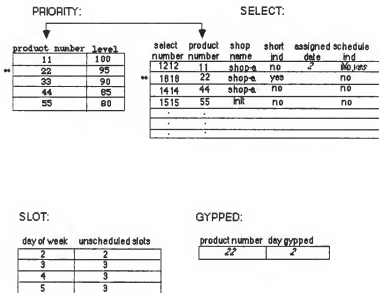 PRIORITY:
product number level
11 100
** 22 95
33 90
44 85
55 80
SELECT:
select product shop short assigned schedule
number number name ind date ind
1212 11 shop-a no 2 yes
** 1818 22 shop-a yes no
1414 44 shop-a no no
1515 55 init no no
SLOT:
day of week unscheduled slots
2 2
3 3
4 3
5 3
GYPPED:
product number day gypped
22 2